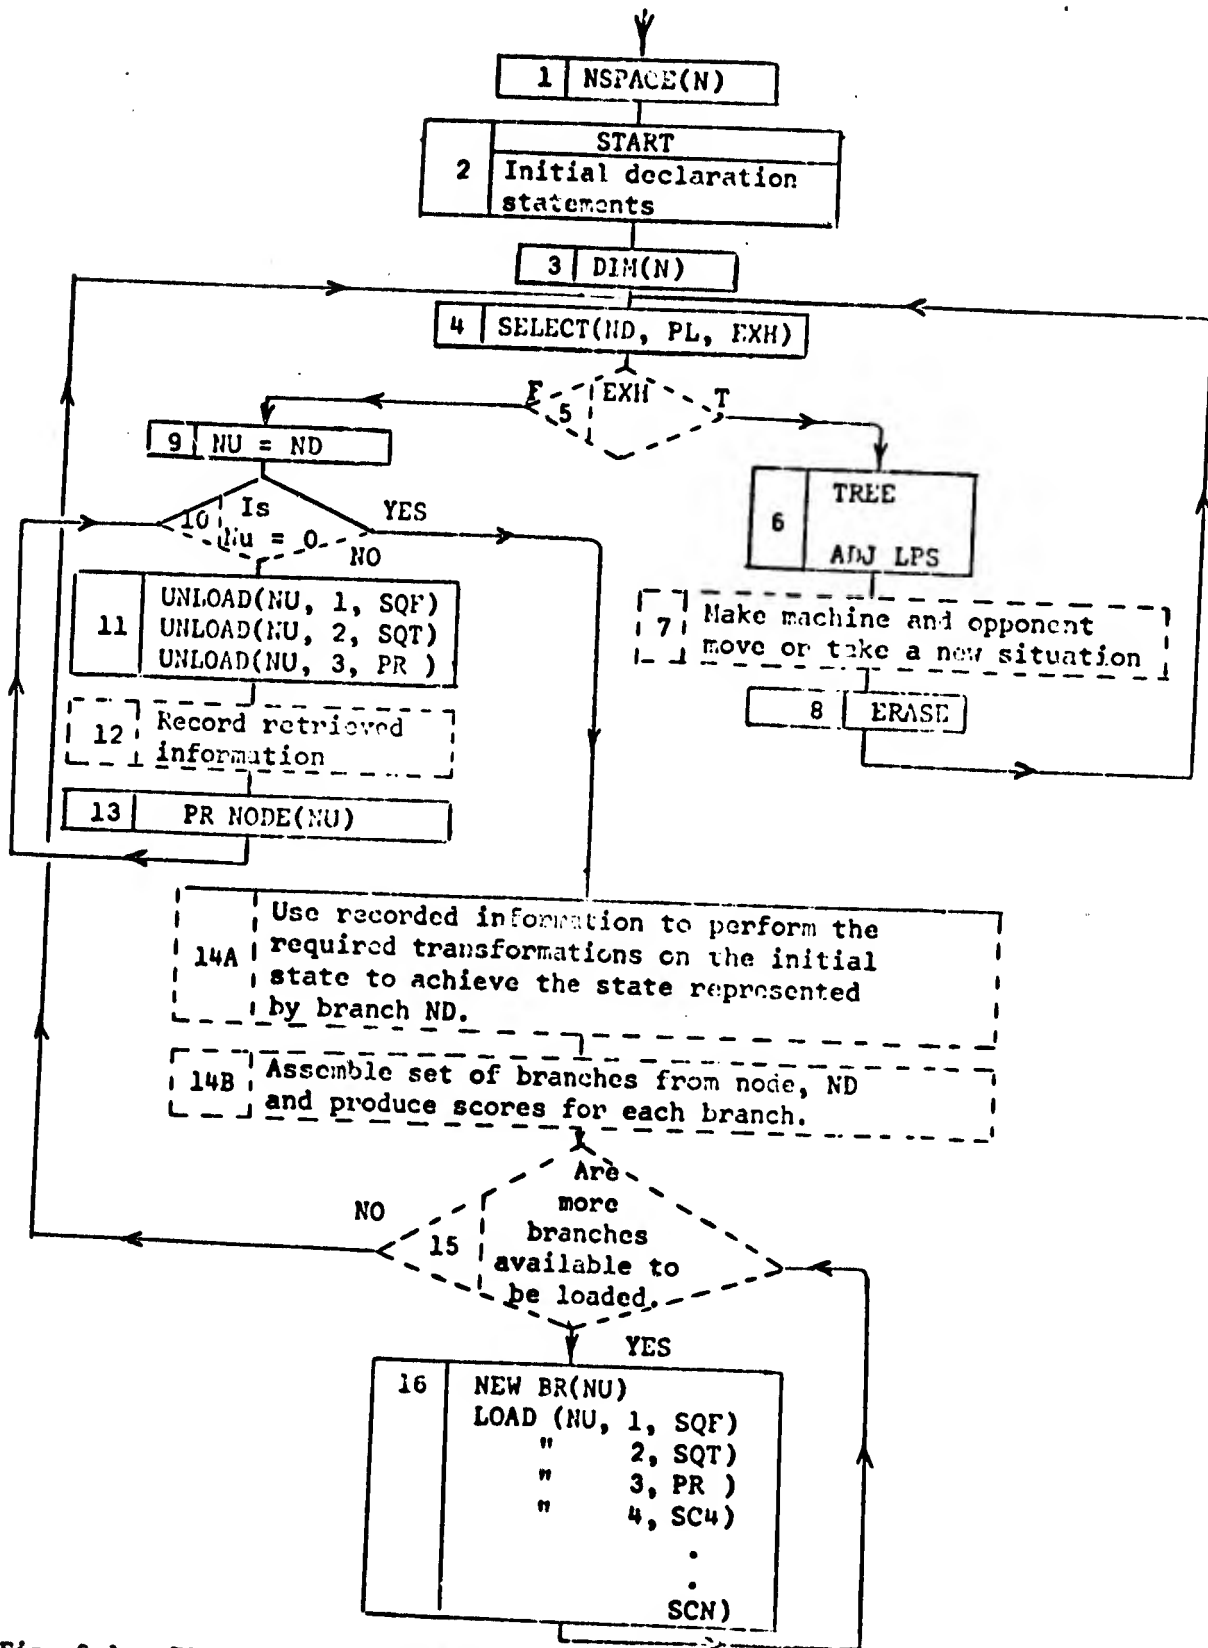 1 NSPACE(N)
START
2 Initial declaration
statements
3 DIM(N)
4 SELECT(ND, PL, EXH)
F 5 EXH T
9 NU = ND
10 Is
Nu = 0
YES
NO
TREE
6
ADJ LPS
11 UNLOAD(NU, 1, SQF)
UNLOAD(NU, 2, SQT)
UNLOAD(NU, 3, PR )
7 Make machine and opponent
move or take a new situation
8 ERASE
12 Record retrieved
information
13 PR NODE(NU)
14A Use recorded information to perform the
required transformations on the initial
state to achieve the state represented
by branch ND.
14B Assemble set of branches from node, ND
and produce scores for each branch.
NO
15 Are
more
branches
available to
be loaded.
YES
16 NEW BR(NU)
LOAD (NU, 1, SQF)
" 2, SQT)
" 3, PR )
" 4, SC4)
.
.
SCN)